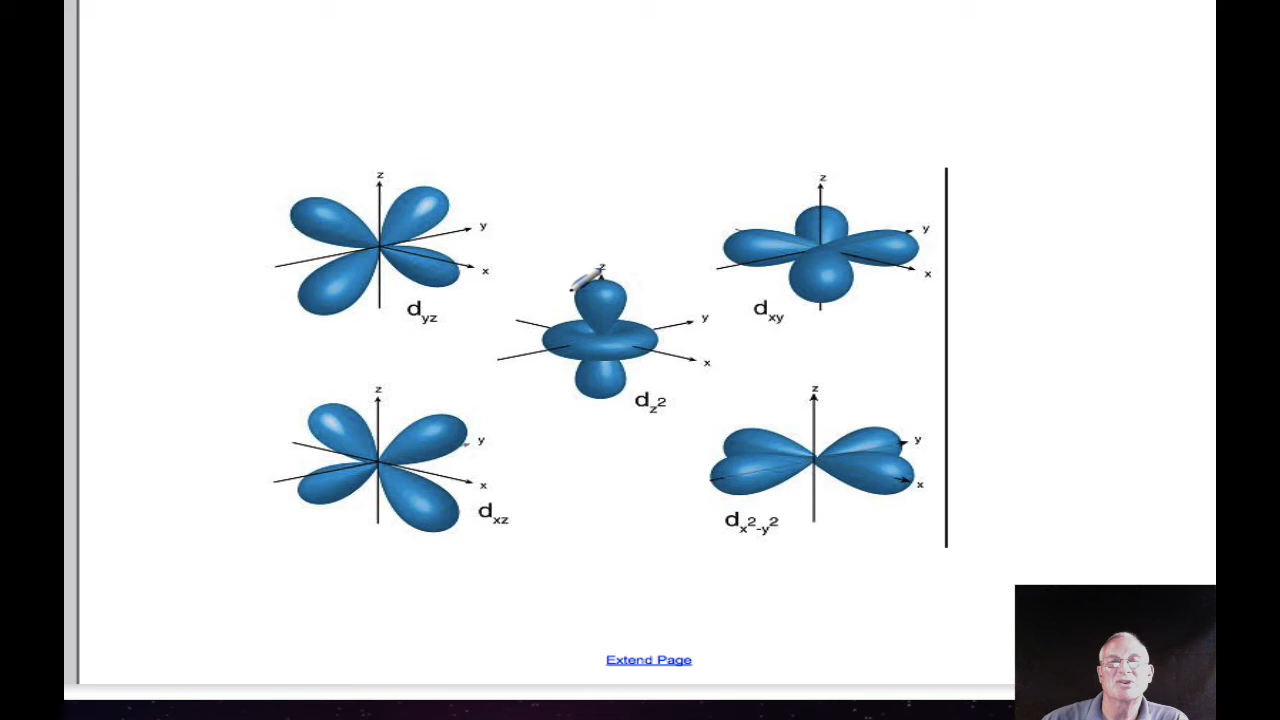 z
y
x
d_yz
z
y
x
d_xy
z
y
x
d_z²
z
y
x
d_xz
z
y
x
d_x²-y²
Extend Page